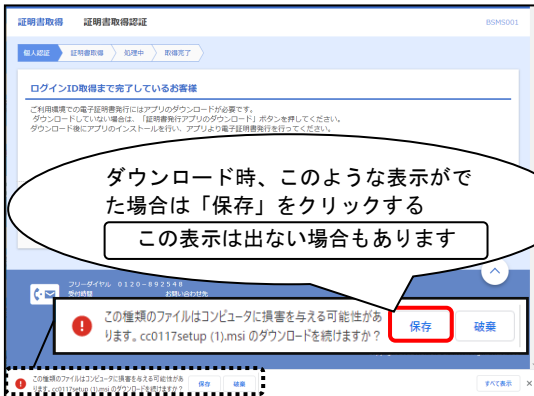 証明書取得 証明書取得認証 BSMS001
個人認証 証明書取得 処理中 取得完了
ログインID取得まで完了しているお客様
ご利用環境での電子証明書発行にはアプリのダウンロードが必要です。
ダウンロードしていない場合は、「証明書発行アプリのダウンロード」ボタンを押してください。
ダウンロード後にアプリのインストールを行い、アプリより電子証明書発行を行ってください。
ダウンロード時、このような表示がで
た場合は「保存」をクリックする
この表示は出ない場合もあります
フリーダイヤル 0120-892548
受付時間 お問い合わせ先
この種類のファイルはコンピュータに損害を与える可能性があ
ります。cc0117setup (1).msi のダウンロードを続けますか？
保存 破棄
この種類のファイルはコンピュータに損害を与える可能性があ
ります。cc0117setup (1).msi のダウンロードを続けますか？
保存 破棄 すべて表示